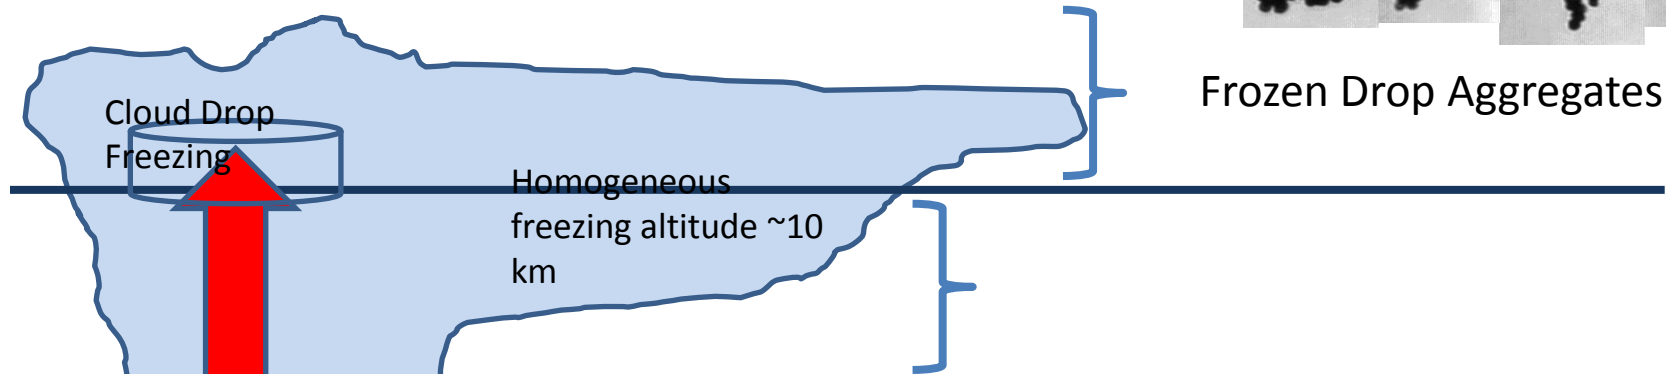 Frozen Drop Aggregates
Cloud Drop
Freezing
Homogeneous
freezing altitude ~10
km